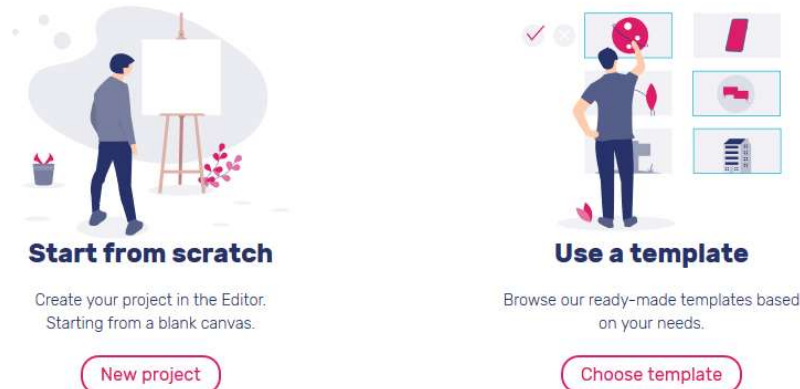 Start from scratch
Create your project in the Editor.
Starting from a blank canvas.
New project
Use a template
Browse our ready-made templates based
on your needs.
Choose template